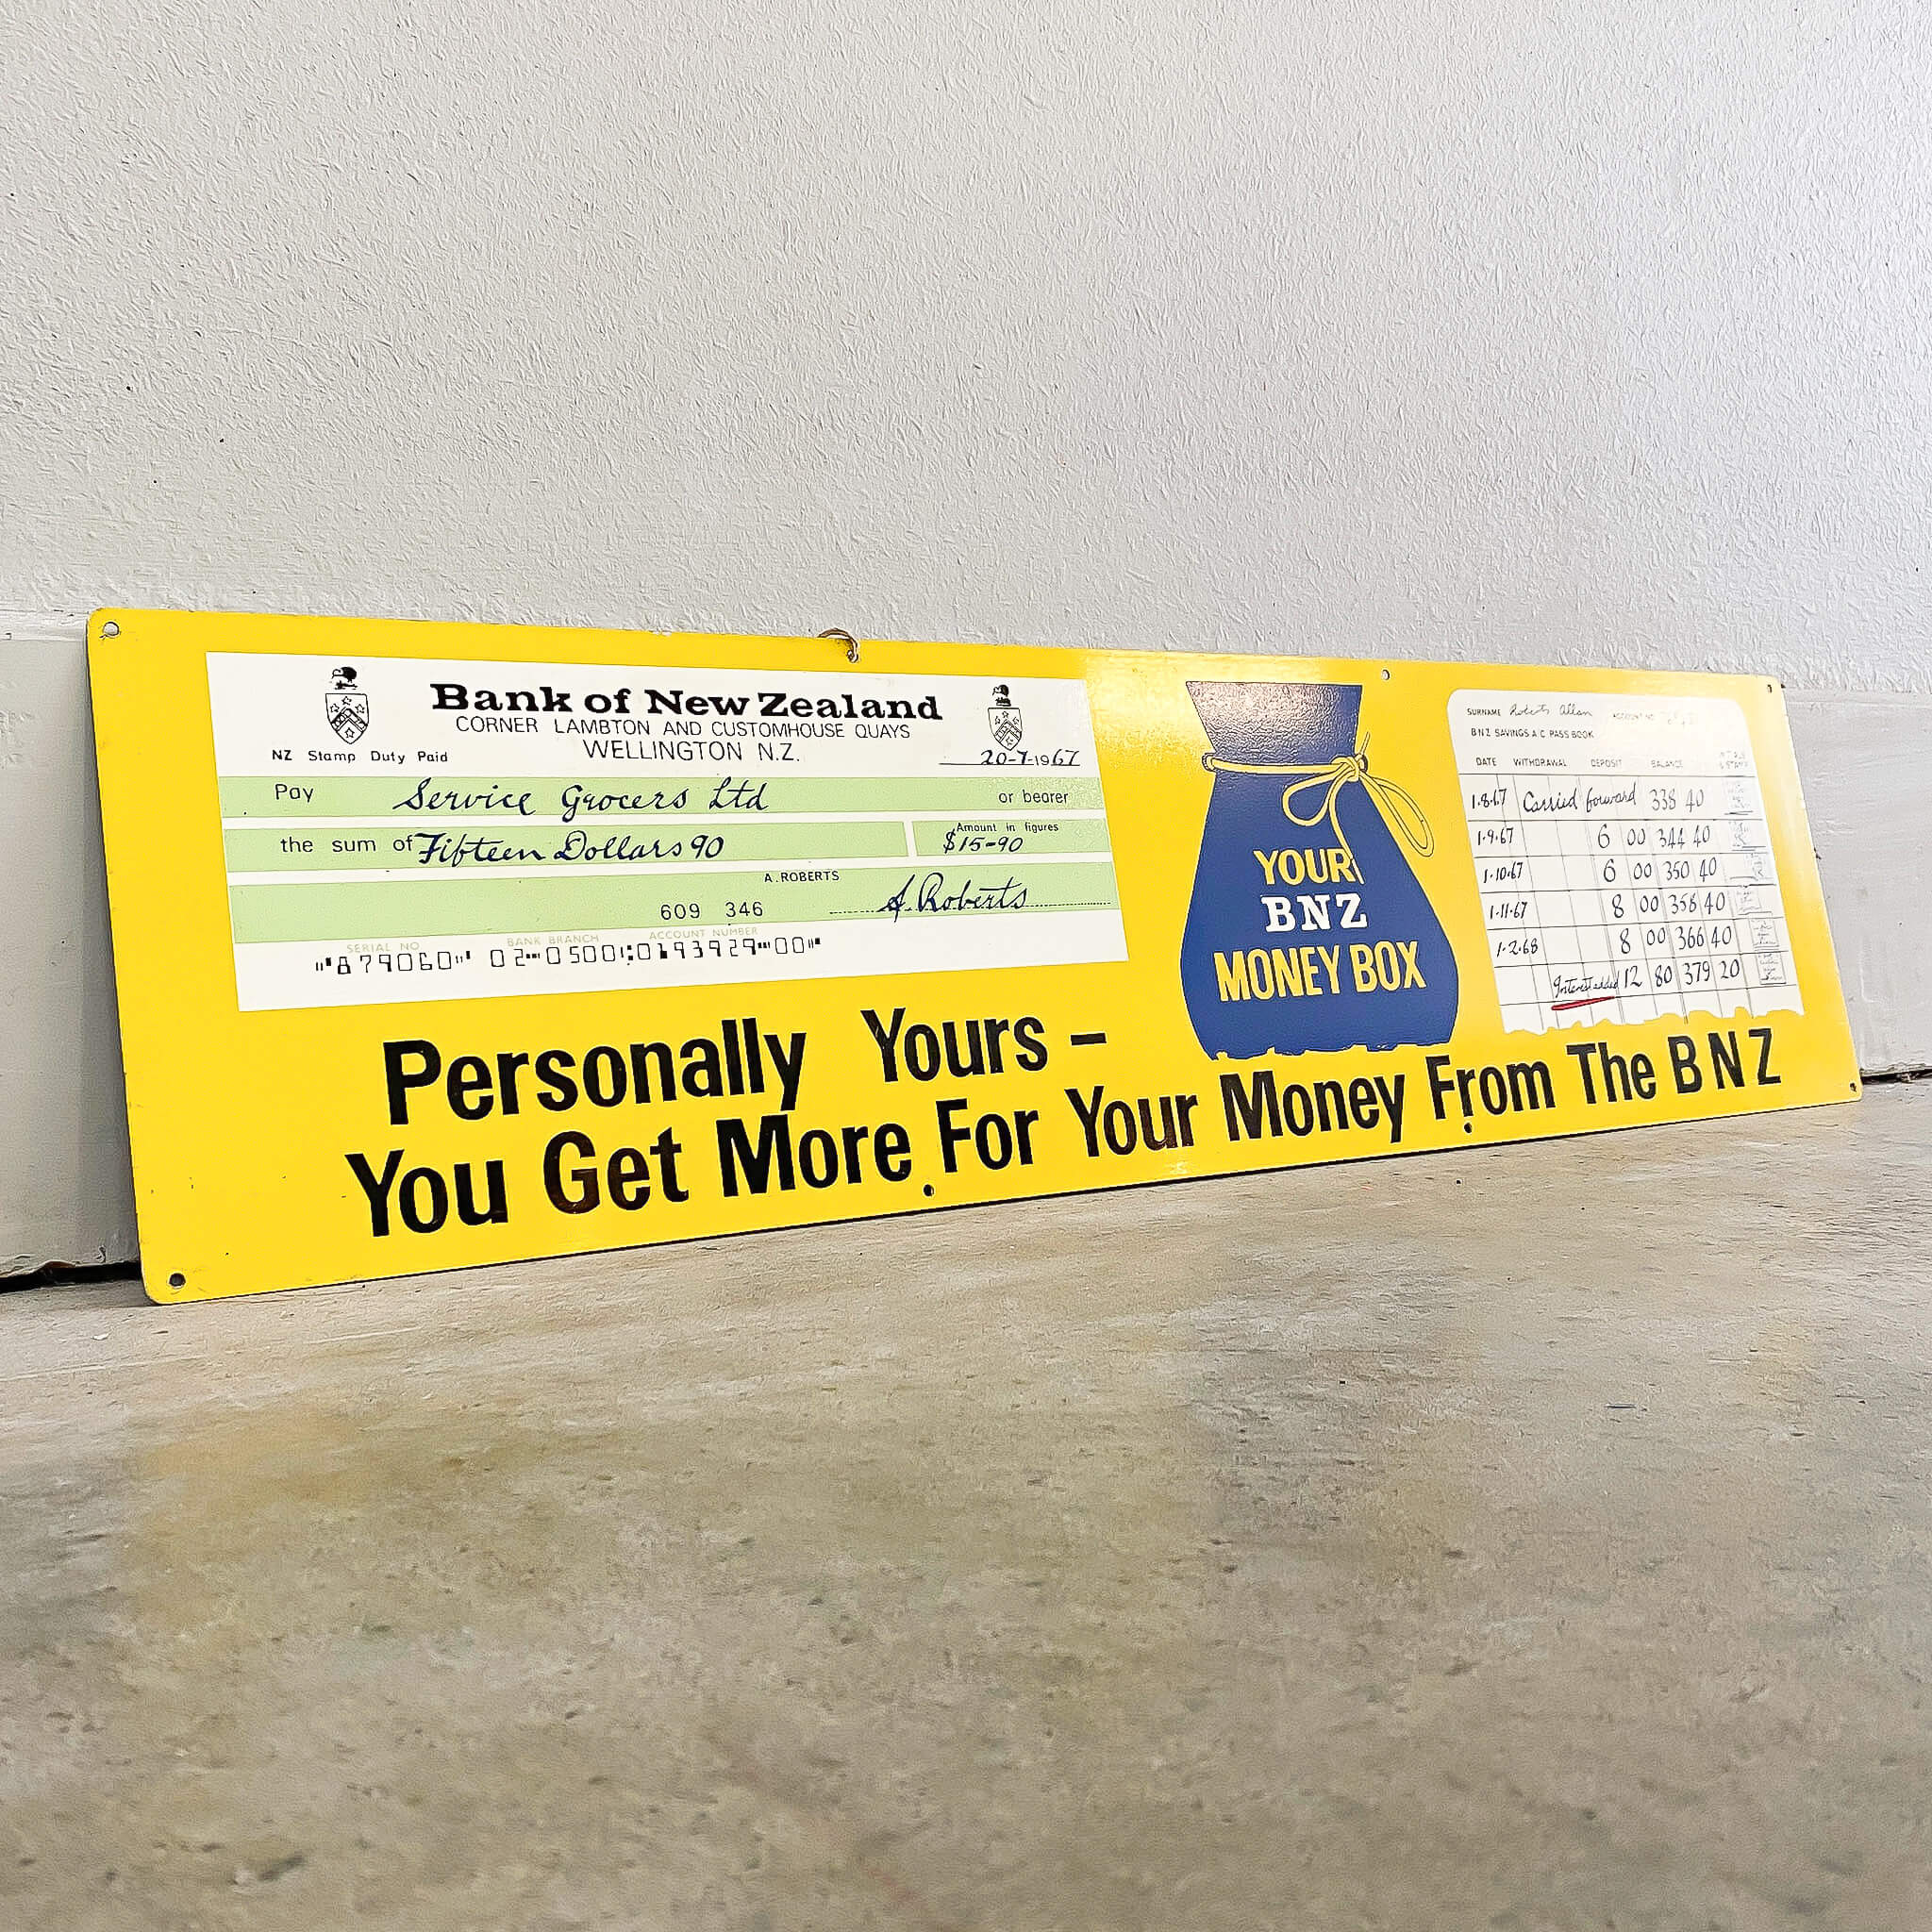 Bank of New Zealand
CORNER LAMBTON AND CUSTOMHOUSE QUAYS
WELLINGTON N.Z.
NZ Stamp Duty Paid
20-7-1967
Pay Service Grocers Ltd or bearer
the sum of Fifteen Dollars 90
Amount in figures
$15-90
A. ROBERTS
609 346 A. Roberts
SERIAL NO BANK BRANCH ACCOUNT NUMBER
⑈879060⑈ 02⑉0500⑆0193929⑈00⑈
YOUR
BNZ
MONEY BOX
SURNAME Roberts Allan ACCOUNT NO
BNZ SAVINGS A.C PASS BOOK
DATE WITHDRAWAL DEPOSIT BALANCE
1.8.67 Carried forward 338 40
1.9.67 6 00 344 40
1.10.67 6 00 350 40
1.11.67 8 00 358 40
1.2.68 8 00 366 40
Interest added 12 80 379 20
Personally Yours –
You Get More For Your Money From The BNZ